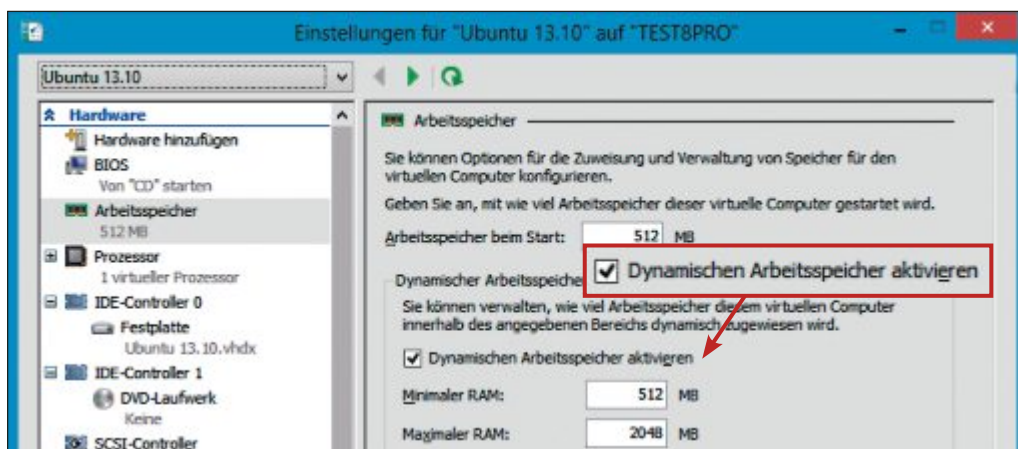 Einstellungen für "Ubuntu 13.10" auf "TEST8PRO"
Ubuntu 13.10
Hardware
Hardware hinzufügen
BIOS
Von "CD" starten
Arbeitsspeicher
512 MB
Prozessor
1 virtueller Prozessor
IDE-Controller 0
Festplatte
Ubuntu 13.10.vhdx
IDE-Controller 1
DVD-Laufwerk
Keine
SCSI-Controller
Arbeitsspeicher
Sie können Optionen für die Zuweisung und Verwaltung von Speicher für den
virtuellen Computer konfigurieren.
Geben Sie an, mit wie viel Arbeitsspeicher dieser virtuelle Computer gestartet wird.
Arbeitsspeicher beim Start: 512 MB
Dynamischer Arbeitsspeiche
Dynamischen Arbeitsspeicher aktivieren
Sie können verwalten, wie viel Arbeitsspeicher diesem virtuellen Computer
innerhalb des angegebenen Bereichs dynamisch zugewiesen wird.
Dynamischen Arbeitsspeicher aktivieren
Minimaler RAM: 512 MB
Maximaler RAM: 2048 MB